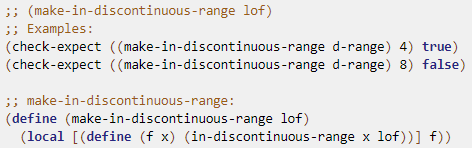 ;; (make-in-discontinuous-range lof)
;; Examples:
(check-expect ((make-in-discontinuous-range d-range) 4) true)
(check-expect ((make-in-discontinuous-range d-range) 8) false)

;; make-in-discontinuous-range:
(define (make-in-discontinuous-range lof)
  (local [(define (f x) (in-discontinuous-range x lof))] f))